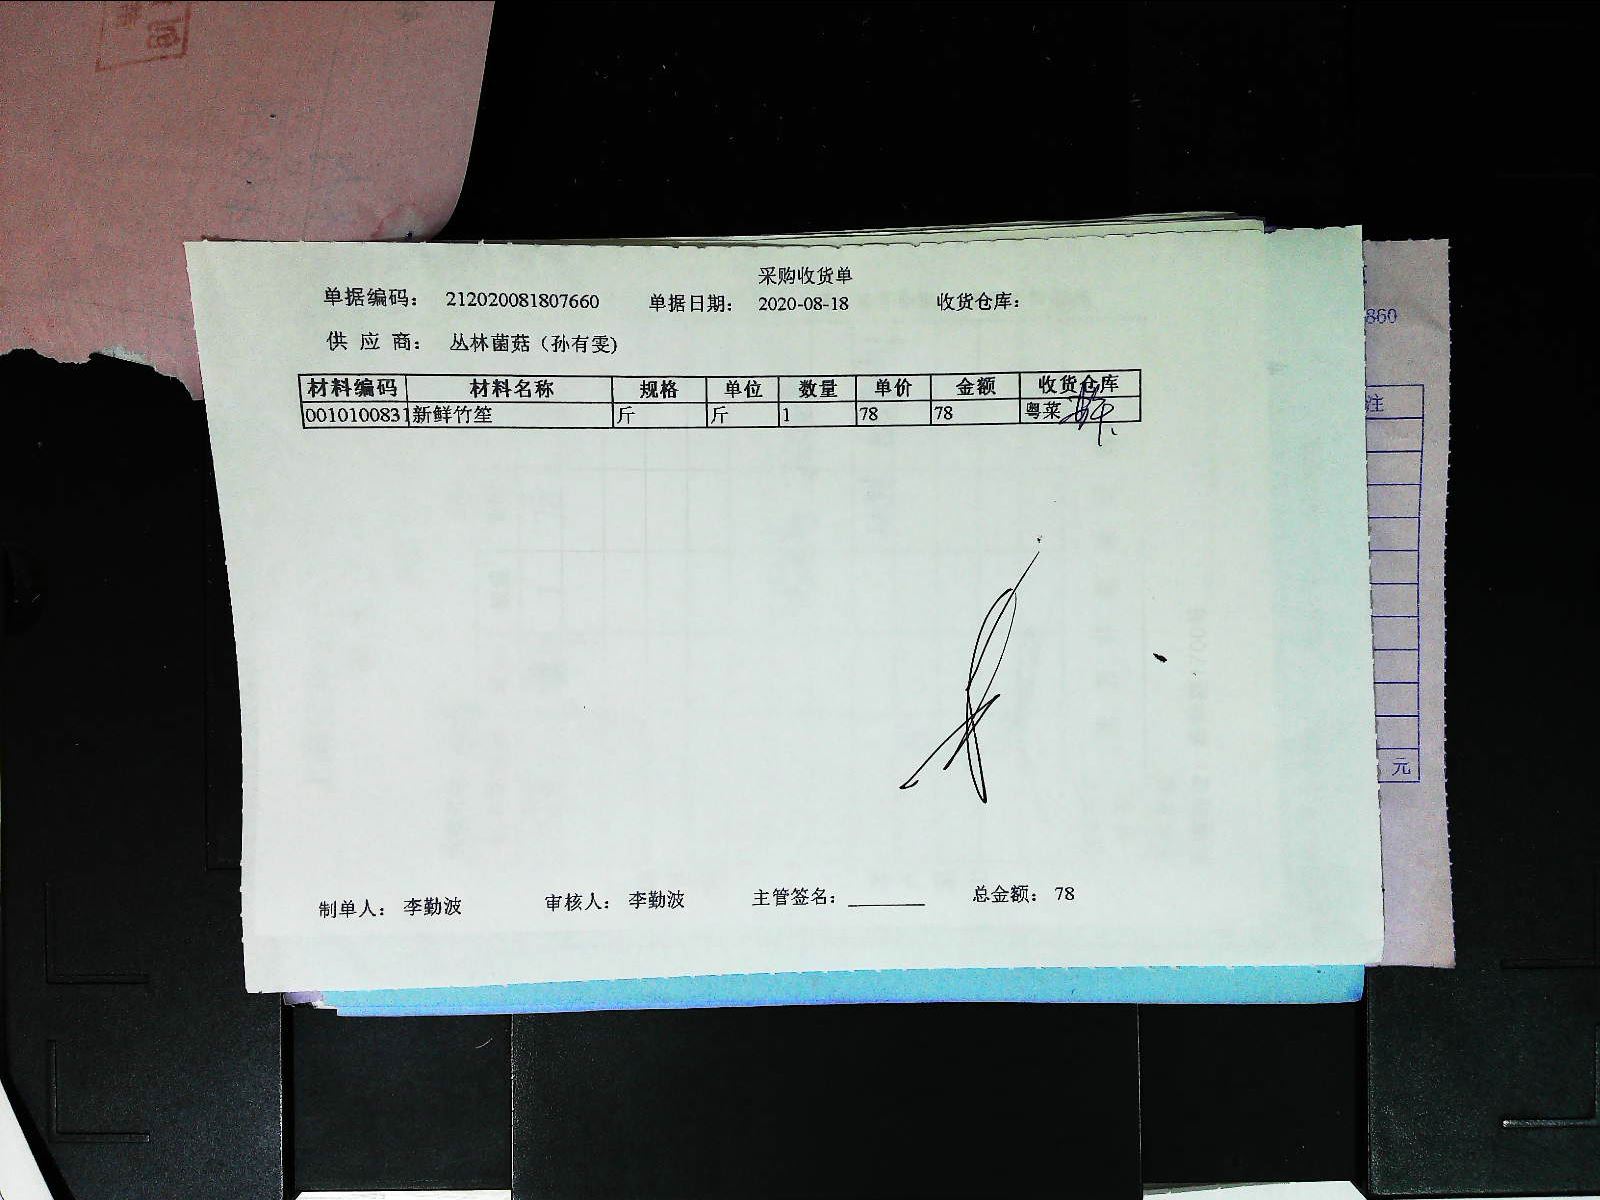 采购收货单
单据编码： 212020081807660 单据日期： 2020-08-18 收货仓库：
供 应 商： 丛林菌菇（孙有雯)
材料编码 材料名称 规格 单位 数量 单价 金额 收货仓库
0010100831 新鲜竹笙 斤 斤 1 78 78 粤菜
制单人： 李勤波 审核人： 李勤波 主管签名： 总金额： 78
860
注
元